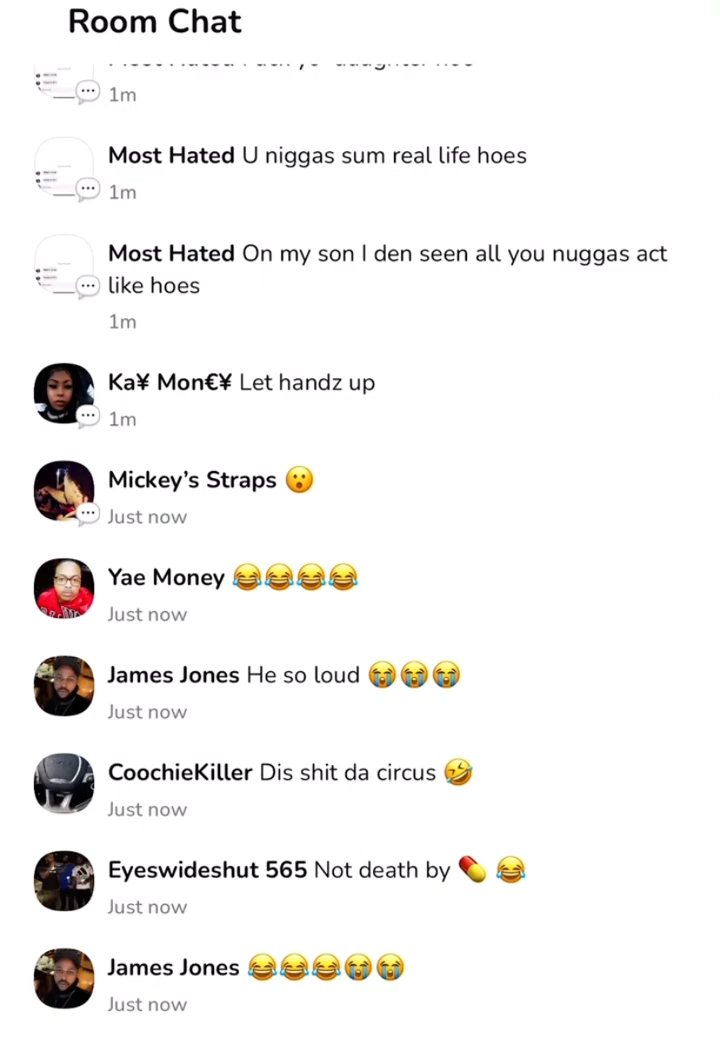 Room Chat
1m
Most Hated U niggas sum real life hoes
1m
Most Hated On my son I den seen all you nuggas act
like hoes
1m
Ka¥ Mon€¥ Let handz up
1m
Mickey’s Straps 😮
Just now
Yae Money 😂😂😂😂
Just now
James Jones He so loud 😭😭😭
Just now
CoochieKiller Dis shit da circus 🤣
Just now
Eyeswideshut 565 Not death by 💊 😂
Just now
James Jones 😂😂😂😭😭
Just now